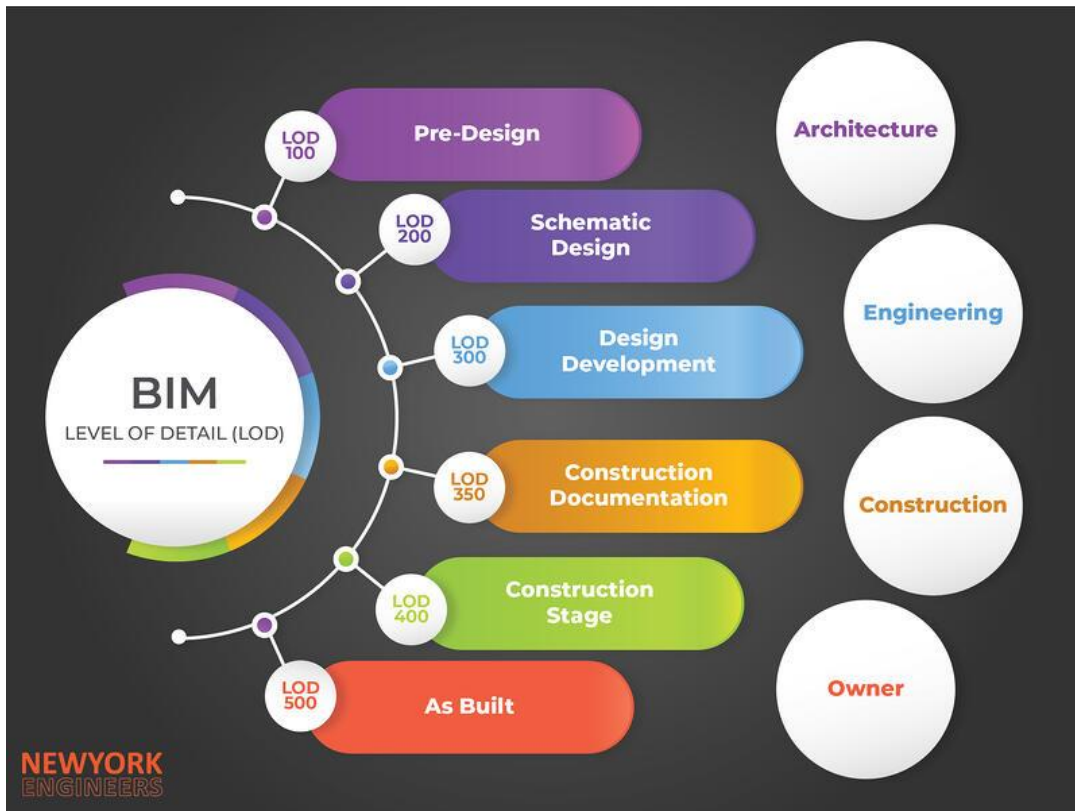 BIM
LEVEL OF DETAIL (LOD)
LOD
100
Pre-Design
LOD
200
Schematic
Design
LOD
300
Design
Development
LOD
350
Construction
Documentation
LOD
400
Construction
Stage
LOD
500
As Built
Architecture
Engineering
Construction
Owner
NEWYORK
ENGINEERS